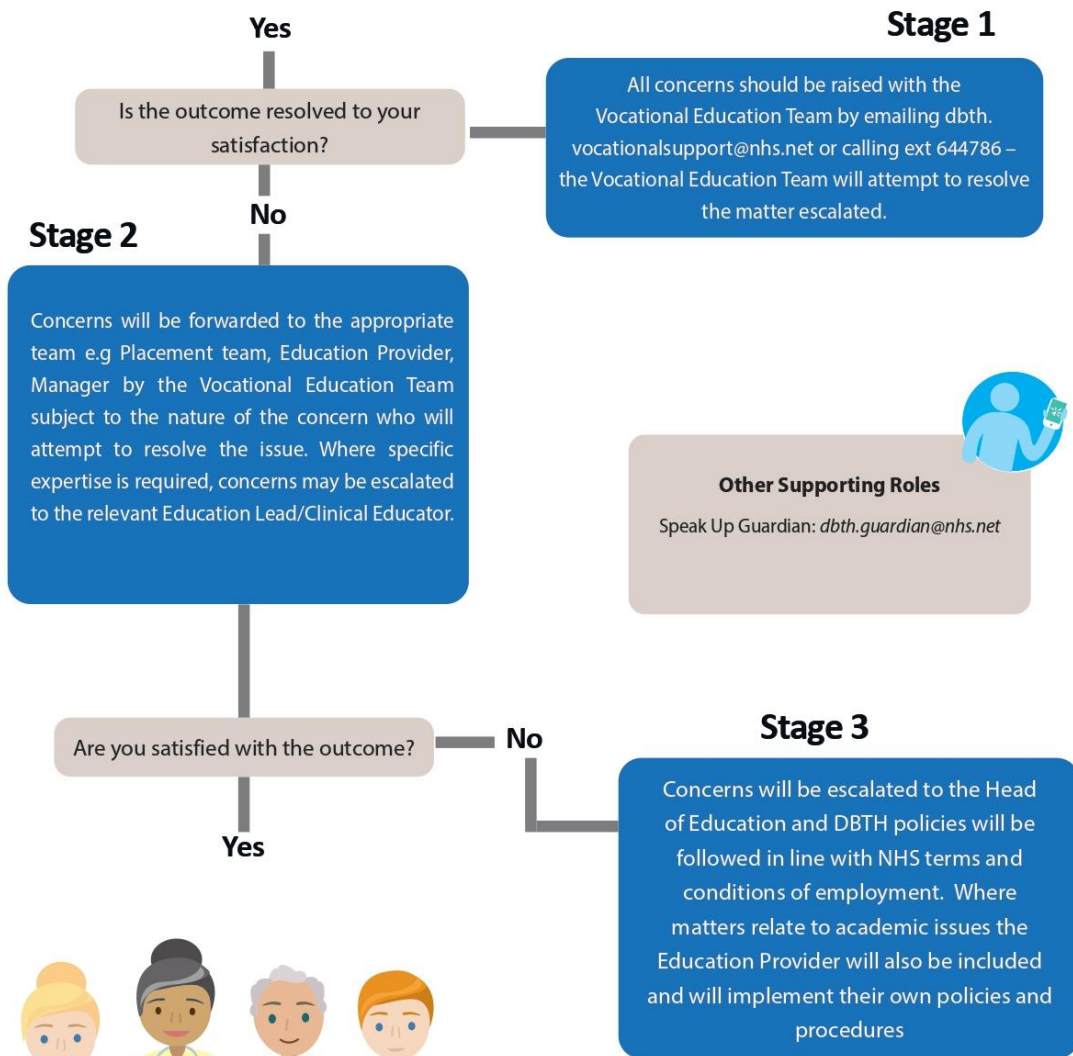 Stage 1
All concerns should be raised with the
Vocational Education Team by emailing dbth.
vocationalsupport@nhs.net or calling ext 644786 –
the Vocational Education Team will attempt to resolve
the matter escalated.
Is the outcome resolved to your
satisfaction?
Yes
No
Stage 2
Concerns will be forwarded to the appropriate
team e.g Placement team, Education Provider,
Manager by the Vocational Education Team
subject to the nature of the concern who will
attempt to resolve the issue. Where specific
expertise is required, concerns may be escalated
to the relevant Education Lead/Clinical Educator.
Other Supporting Roles
Speak Up Guardian: dbth.guardian@nhs.net
Are you satisfied with the outcome?
No
Yes
Stage 3
Concerns will be escalated to the Head
of Education and DBTH policies will be
followed in line with NHS terms and
conditions of employment.  Where
matters relate to academic issues the
Education Provider will also be included
and will implement their own policies and
procedures